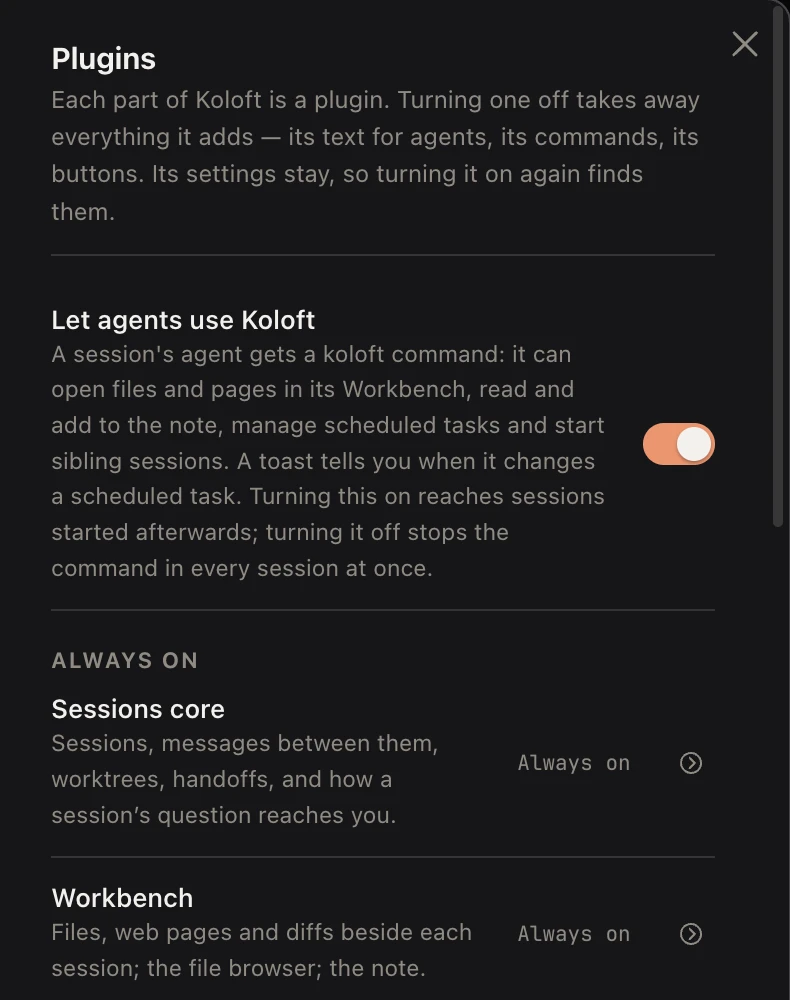 Plugins
Each part of Koloft is a plugin. Turning one off takes away
everything it adds — its text for agents, its commands, its
buttons. Its settings stay, so turning it on again finds
them.
Let agents use Koloft
A session's agent gets a koloft command: it can
open files and pages in its Workbench, read and
add to the note, manage scheduled tasks and start
sibling sessions. A toast tells you when it changes
a scheduled task. Turning this on reaches sessions
started afterwards; turning it off stops the
command in every session at once.
ALWAYS ON
Sessions core
Sessions, messages between them,
worktrees, handoffs, and how a
session’s question reaches you.
Always on
Workbench
Files, web pages and diffs beside each
session; the file browser; the note.
Always on